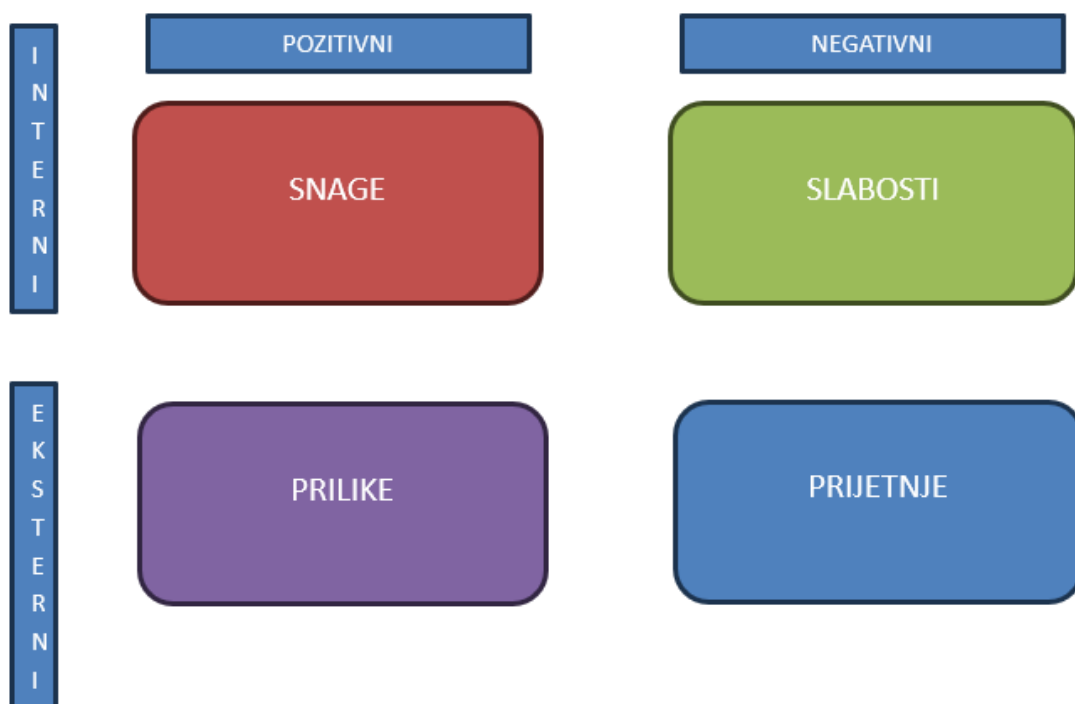 POZITIVNI
NEGATIVNI
INTERNI
SNAGE
SLABOSTI
EKSTERNI
PRILIKE
PRIJETNJE